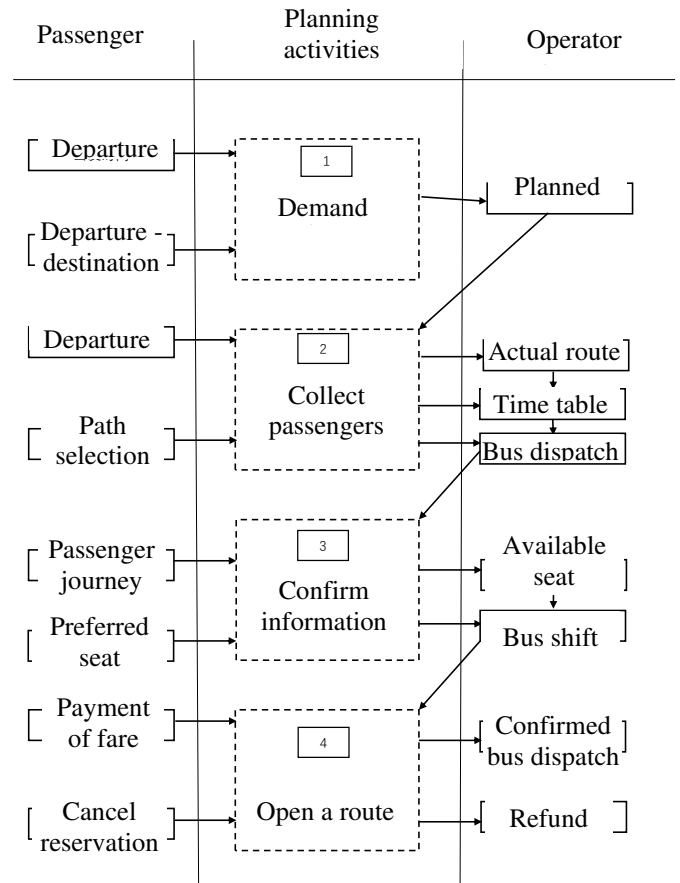 Passenger
Planning
activities
Operator
Departure
1
Demand
Planned
Departure -
destination
Departure
2
Collect
passengers
Actual route
Time table
Path
selection
Bus dispatch
Passenger
journey
3
Confirm
information
Available
seat
Preferred
seat
Bus shift
Payment
of fare
4
Open a route
Confirmed
bus dispatch
Cancel
reservation
Refund